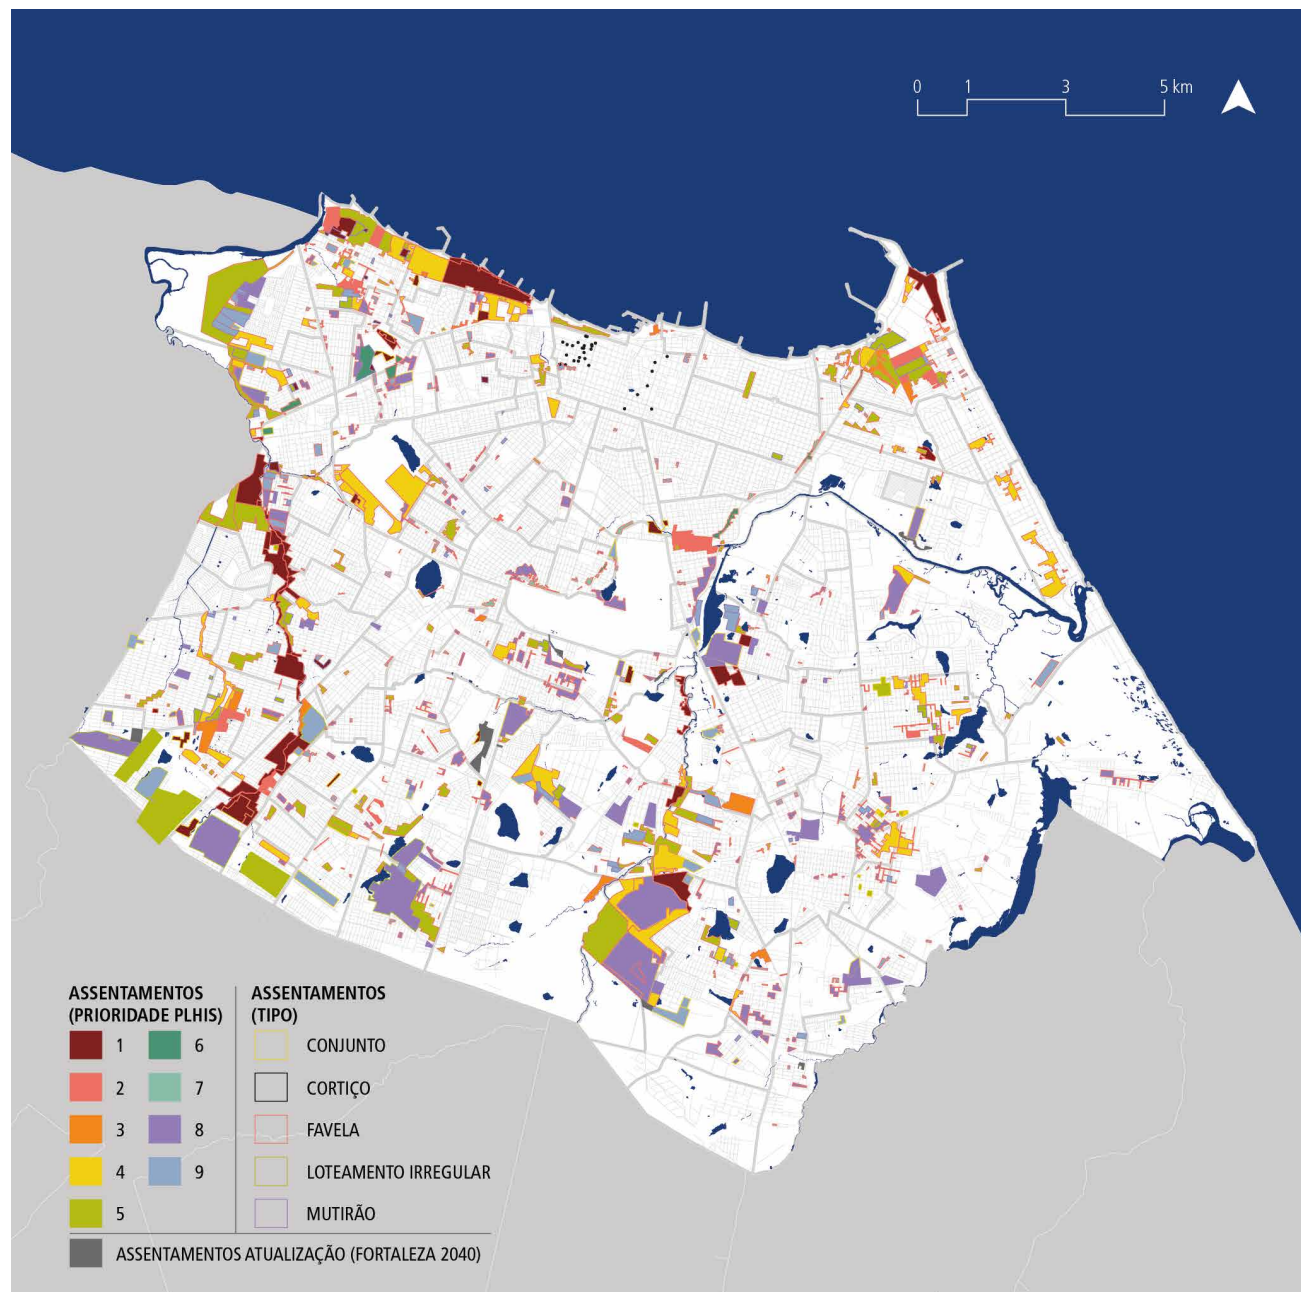 0 1 3 5 km
ASSENTAMENTOS
(PRIORIDADE PLHIS)
1
2
3
4
5
6
7
8
9
ASSENTAMENTOS
(TIPO)
CONJUNTO
CORTIÇO
FAVELA
LOTEAMENTO IRREGULAR
MUTIRÃO
ASSENTAMENTOS ATUALIZAÇÃO (FORTALEZA 2040)